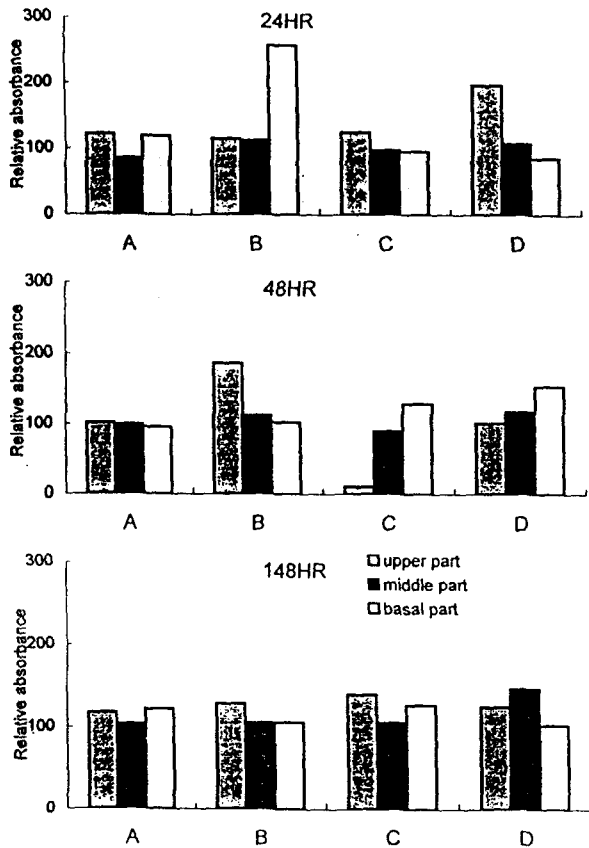 24HR
300
200
100
0
Relative absorbance
A B C D
48HR
300
200
100
0
Relative absorbance
A B C D
148HR
300
200
100
0
Relative absorbance
upper part
middle part
basal part
A B C D